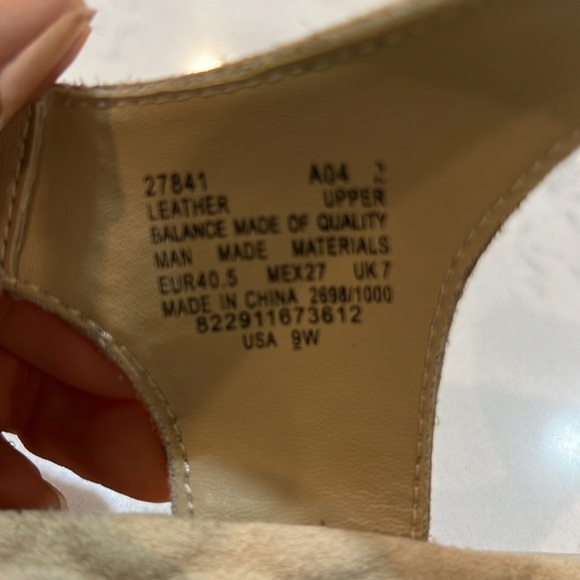 27841 A04 2
LEATHER UPPER
BALANCE MADE OF QUALITY
MAN MADE MATERIALS
EUR40.5 MEX27 UK7
MADE IN CHINA 2698/1000
822911673612
USA 9W